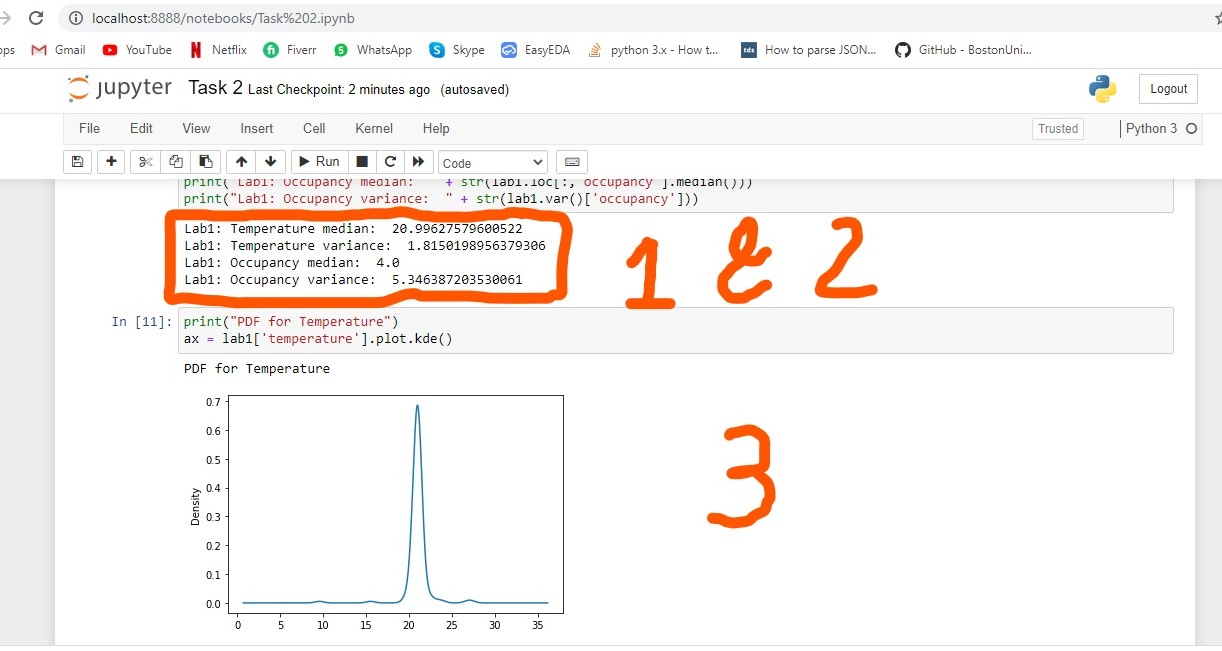 localhost:8888/notebooks/Task%202.ipynb
ops Gmail YouTube Netflix Fiverr WhatsApp Skype EasyEDA python 3.x - How t... tds How to parse JSON... GitHub - BostonUni...
jupyter Task 2 Last Checkpoint: 2 minutes ago (autosaved) Logout
File Edit View Insert Cell Kernel Help Trusted Python 3
Run Code
print("Lab1: Occupancy median:  " + str(lab1.loc[:,'occupancy'].median()))
print("Lab1: Occupancy variance:  " + str(lab1.var()['occupancy']))
Lab1: Temperature median:  20.99627579600522
Lab1: Temperature variance:  1.8150198956379306
Lab1: Occupancy median:  4.0
Lab1: Occupancy variance:  5.346387203530061
1 & 2
In [11]: print("PDF for Temperature")
ax = lab1['temperature'].plot.kde()
PDF for Temperature
0.7
0.6
0.5
0.4
0.3
0.2
0.1
0.0
Density
0 5 10 15 20 25 30 35
3